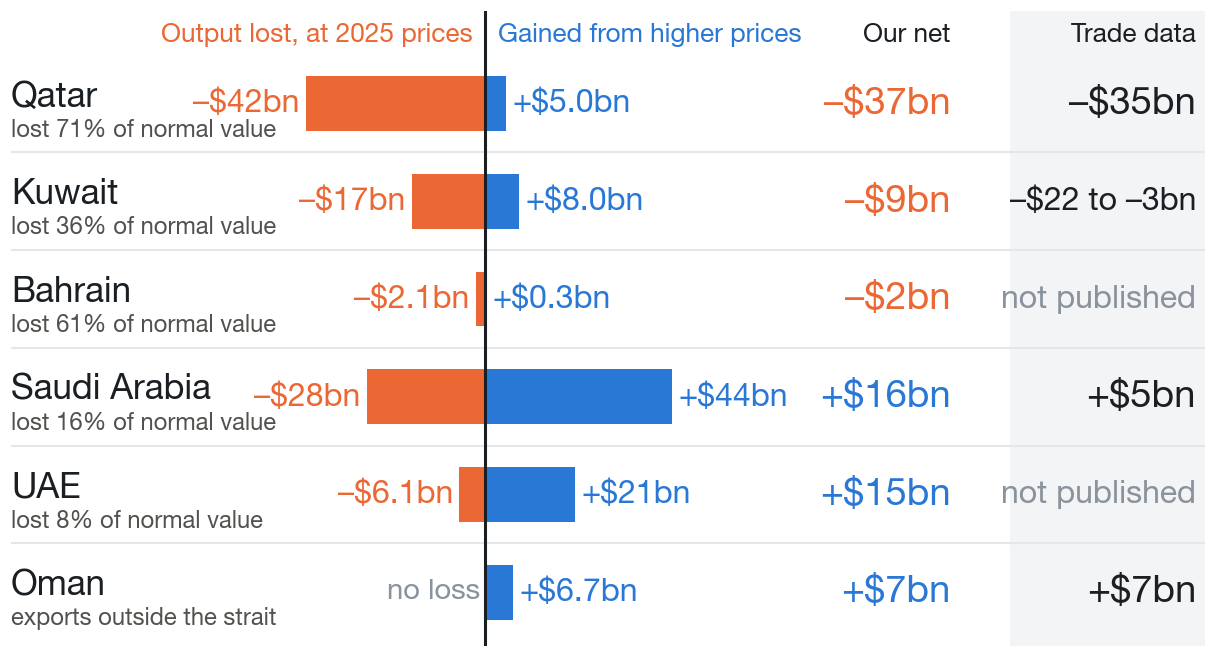 Output lost, at 2025 prices Gained from higher prices Our net Trade data
Qatar –$42bn +$5.0bn –$37bn –$35bn
lost 71% of normal value
Kuwait –$17bn +$8.0bn –$9bn –$22 to –3bn
lost 36% of normal value
Bahrain –$2.1bn +$0.3bn –$2bn not published
lost 61% of normal value
Saudi Arabia –$28bn +$44bn +$16bn +$5bn
lost 16% of normal value
UAE –$6.1bn +$21bn +$15bn not published
lost 8% of normal value
Oman no loss +$6.7bn +$7bn +$7bn
exports outside the strait